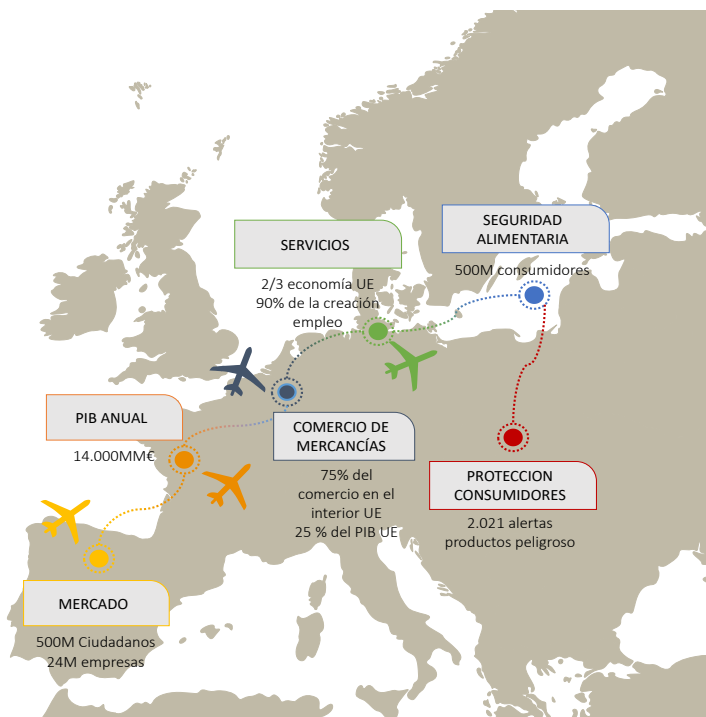 SERVICIOS
2/3 economía UE
90% de la creación
empleo
SEGURIDAD
ALIMENTARIA
500M consumidores
PIB ANUAL
14.000MM€
COMERCIO DE
MERCANCÍAS
75% del
comercio en el
interior UE
25 % del PIB UE
PROTECCION
CONSUMIDORES
2.021 alertas
productos peligroso
MERCADO
500M Ciudadanos
24M empresas